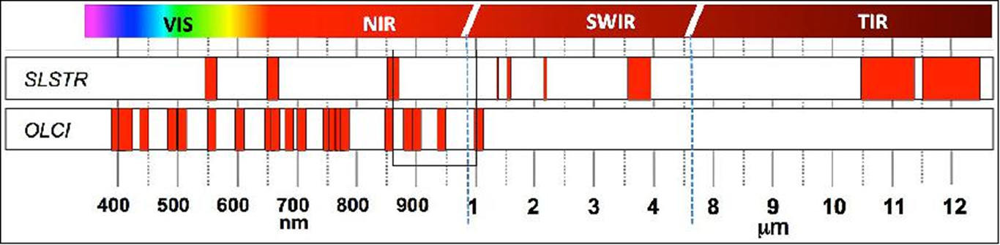 VIS NIR SWIR TIR
SLSTR
OLCI
400 500 600 700 800 900 1 2 3 4 8 9 10 11 12
nm μm